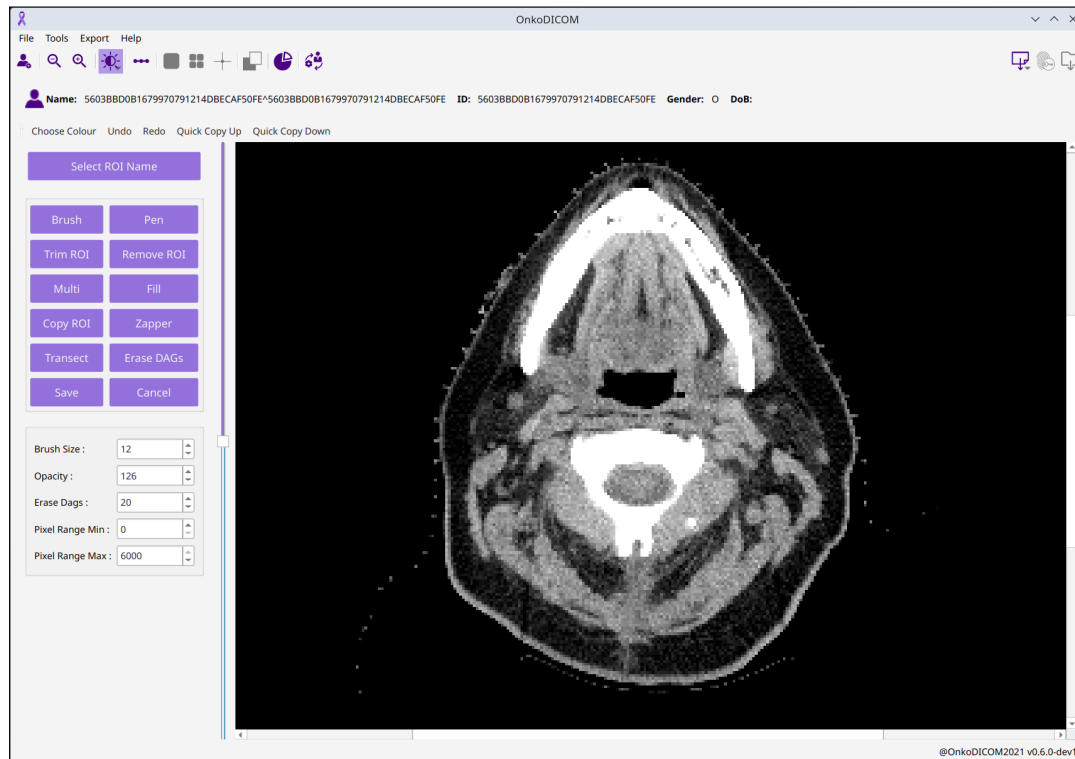 OnkoDICOM
File Tools Export Help
Name: 5603BBD0B1679970791214DBECAF50FE^5603BBD0B1679970791214DBECAF50FE ID: 5603BBD0B1679970791214DBECAF50FE Gender: O DoB:
Choose Colour Undo Redo Quick Copy Up Quick Copy Down
Select ROI Name
Brush Pen
Trim ROI Remove ROI
Multi Fill
Copy ROI Zapper
Transect Erase DAGs
Save Cancel
Brush Size : 12
Opacity : 126
Erase Dags : 20
Pixel Range Min : 0
Pixel Range Max : 6000
@OnkoDICOM2021 v0.6.0-dev1